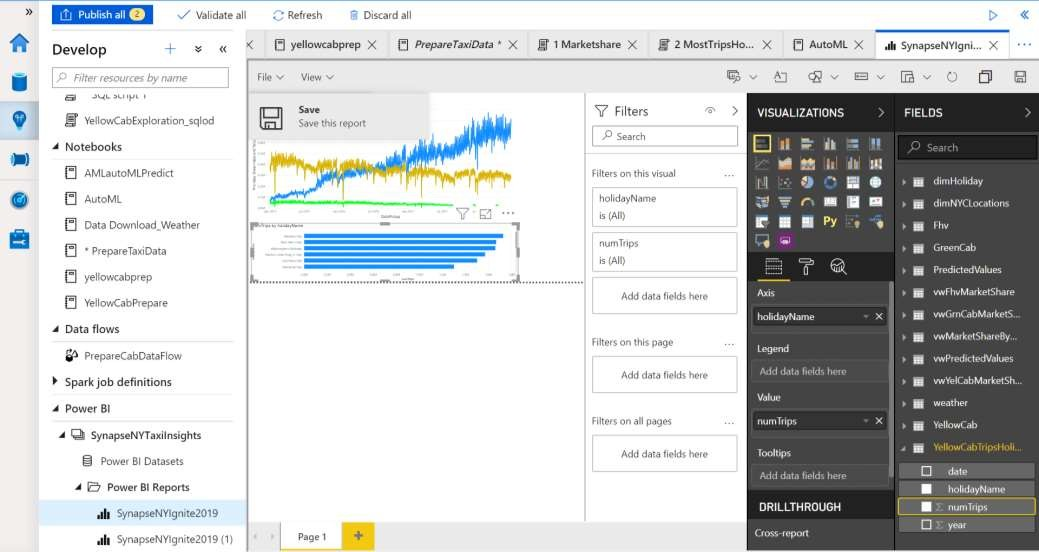 Publish all 2
Validate all
Refresh
Discard all
Develop
Filter resources by name
SQL script 1
YellowCabExploration_sqlod
Notebooks
AMLautoMLPredict
AutoML
Data Download_Weather
* PrepareTaxiData
yellowcabprep
YellowCabPrepare
Data flows
PrepareCabDataFlow
Spark job definitions
Power BI
SynapseNYTaxiInsights
Power BI Datasets
Power BI Reports
SynapseNYIgnite2019
SynapseNYIgnite2019 (1)
yellowcabprep
PrepareTaxiData *
1 Marketshare
2 MostTripsHo...
AutoML
SynapseNYIgni...
File
View
Save
Save this report
numTrips by holidayName
Page 1
Filters
Search
Filters on this visual
holidayName
is (All)
numTrips
is (All)
Add data fields here
Filters on this page
Add data fields here
Filters on all pages
Add data fields here
VISUALIZATIONS
Py
Axis
holidayName
Legend
Add data fields here
Value
numTrips
Tooltips
Add data fields here
DRILLTHROUGH
Cross-report
FIELDS
Search
dimHoliday
dimNYCLocations
Fhv
GreenCab
PredictedValues
vwFhvMarketShare
vwGrnCabMarketS...
vwMarketShareBy...
vwPredictedValues
vwYelCabMarketSh...
weather
YellowCab
YellowCabTripsHoli...
date
holidayName
Σ numTrips
Σ year